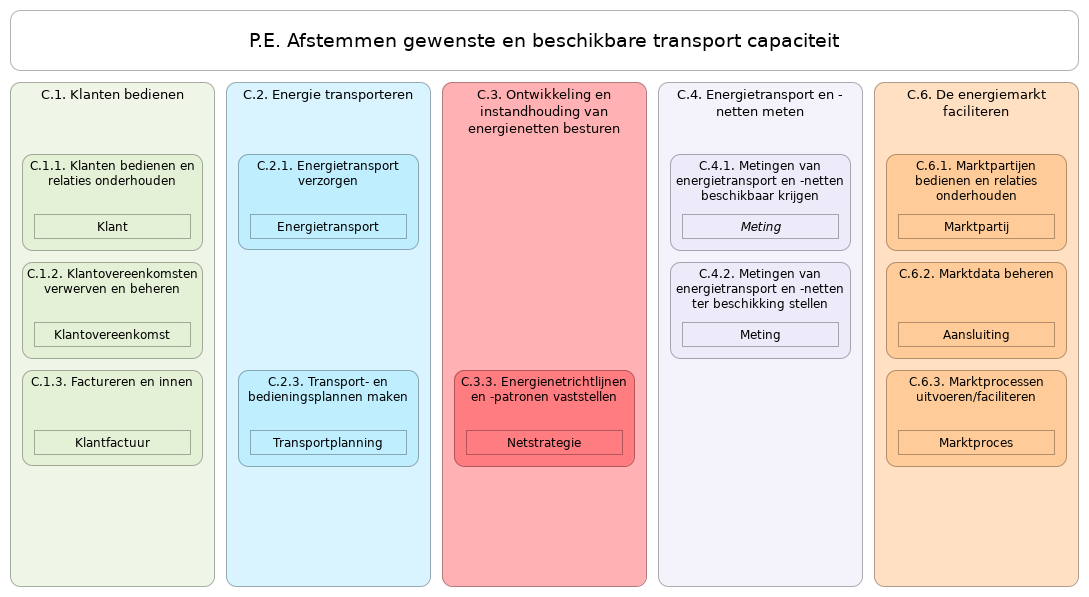 P.E. Afstemmen gewenste en beschikbare transport capaciteit
C.1. Klanten bedienen
C.1.1. Klanten bedienen en
relaties onderhouden
Klant
C.1.2. Klantovereenkomsten
verwerven en beheren
Klantovereenkomst
C.1.3. Factureren en innen
Klantfactuur
C.2. Energie transporteren
C.2.1. Energietransport
verzorgen
Energietransport
C.2.3. Transport- en
bedieningsplannen maken
Transportplanning
C.3. Ontwikkeling en
instandhouding van
energienetten besturen
C.3.3. Energienetrichtlijnen
en -patronen vaststellen
Netstrategie
C.4. Energietransport en -
netten meten
C.4.1. Metingen van
energietransport en -netten
beschikbaar krijgen
Meting
C.4.2. Metingen van
energietransport en -netten
ter beschikking stellen
Meting
C.6. De energiemarkt
faciliteren
C.6.1. Marktpartijen
bedienen en relaties
onderhouden
Marktpartij
C.6.2. Marktdata beheren
Aansluiting
C.6.3. Marktprocessen
uitvoeren/faciliteren
Marktproces